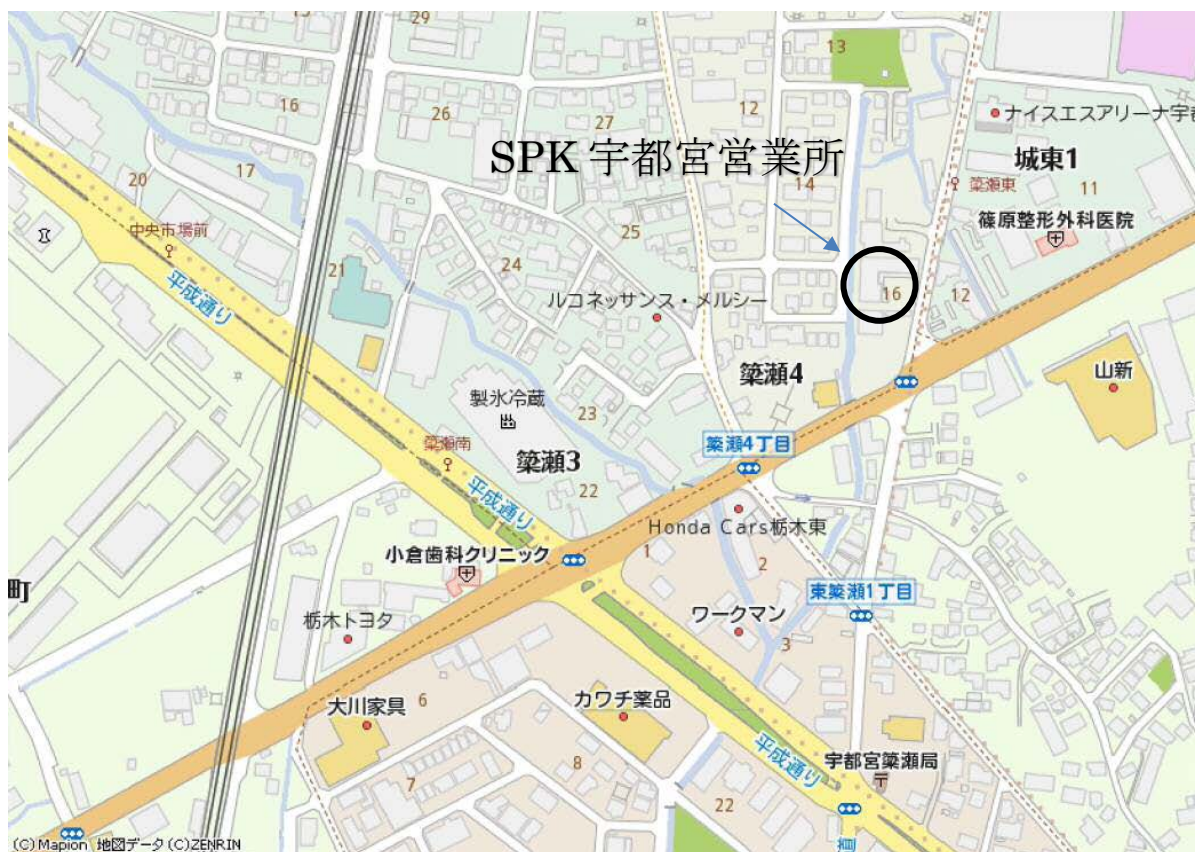 29
13
16
26
27
12
ナイスエスアリーナ宇都
SPK 宇都宮営業所
城東1
17
20
14
簗瀬東
11
中央市場前
25
篠原整形外科医院
24
21
平成通り
ルコネッサンス・メルシー
16
12
簗瀬4
山新
製氷冷蔵
23
簗瀬南
簗瀬4丁目
簗瀬3
22
平成通り
Honda Cars栃木東
小倉歯科クリニック
1
2
町
東簗瀬1丁目
栃木トヨタ
ワークマン
3
6
大川家具
カワチ薬品
平成通り
宇都宮簗瀬局
8
7
22
(C)Mapion 地図データ(C)ZENRIN